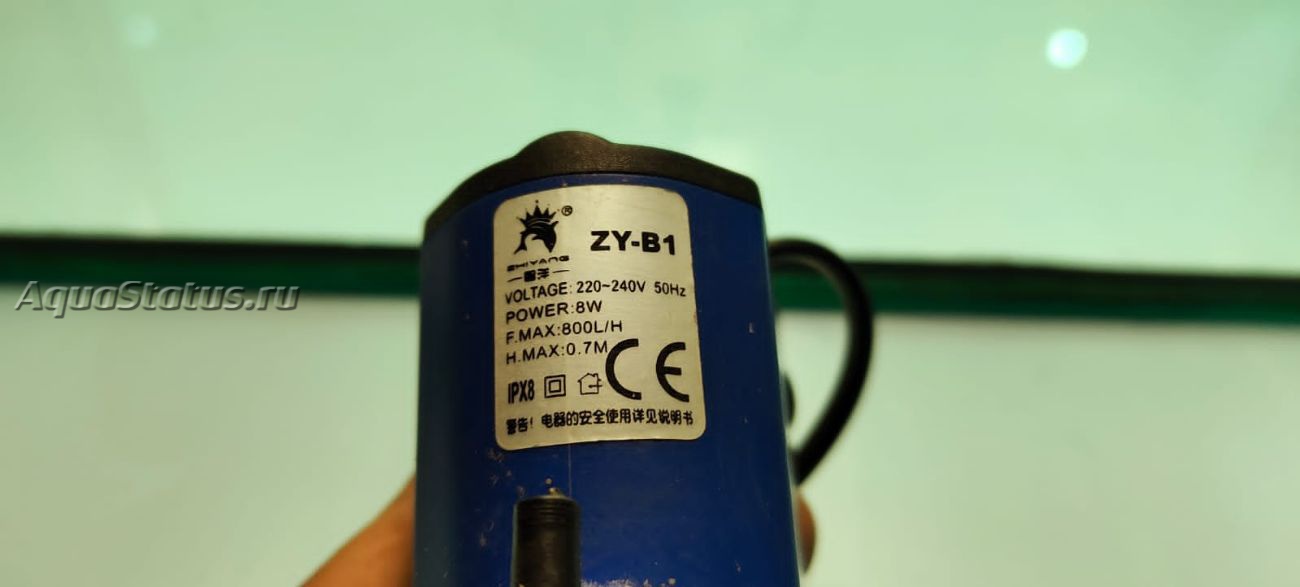 ®
ZY-B1
ZHIYANG
VOLTAGE: 220~240V 50Hz
POWER:8W
F.MAX:800L/H
H.MAX:0.7M
CE
IPX8
警告! 电器的安全使用详见说明书
AquaStatus.ru